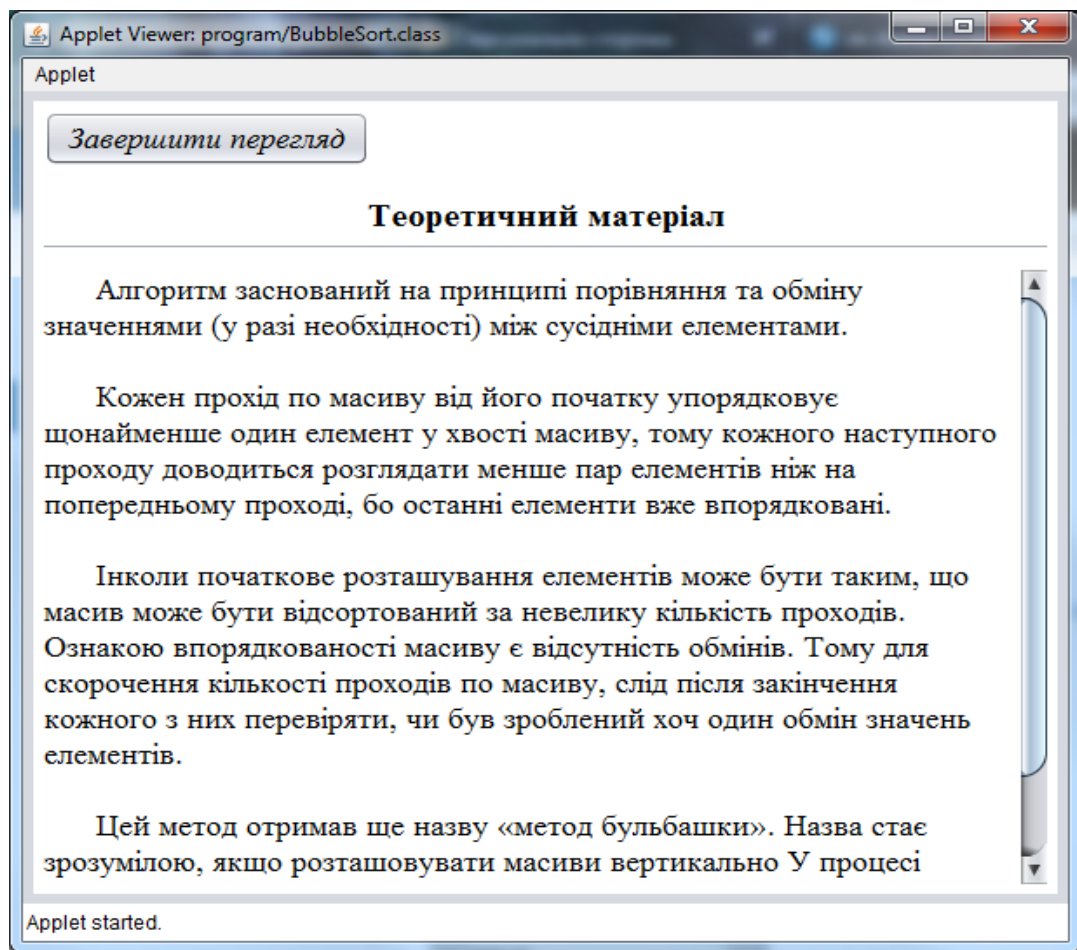 Applet Viewer: program/BubbleSort.class
Applet
Завершити перегляд
Теоретичний матеріал
Алгоритм заснований на принципі порівняння та обміну
значеннями (у разі необхідності) між сусідніми елементами.
Кожен прохід по масиву від його початку упорядковує
щонайменше один елемент у хвості масиву, тому кожного наступного
проходу доводиться розглядати менше пар елементів ніж на
попередньому проході, бо останні елементи вже впорядковані.
Інколи початкове розташування елементів може бути таким, що
масив може бути відсортований за невелику кількість проходів.
Ознакою впорядкованості масиву є відсутність обмінів. Тому для
скорочення кількості проходів по масиву, слід після закінчення
кожного з них перевіряти, чи був зроблений хоч один обмін значень
елементів.
Цей метод отримав ще назву «метод бульбашки». Назва стає
зрозумілою, якщо розташовувати масиви вертикально У процесі
Applet started.